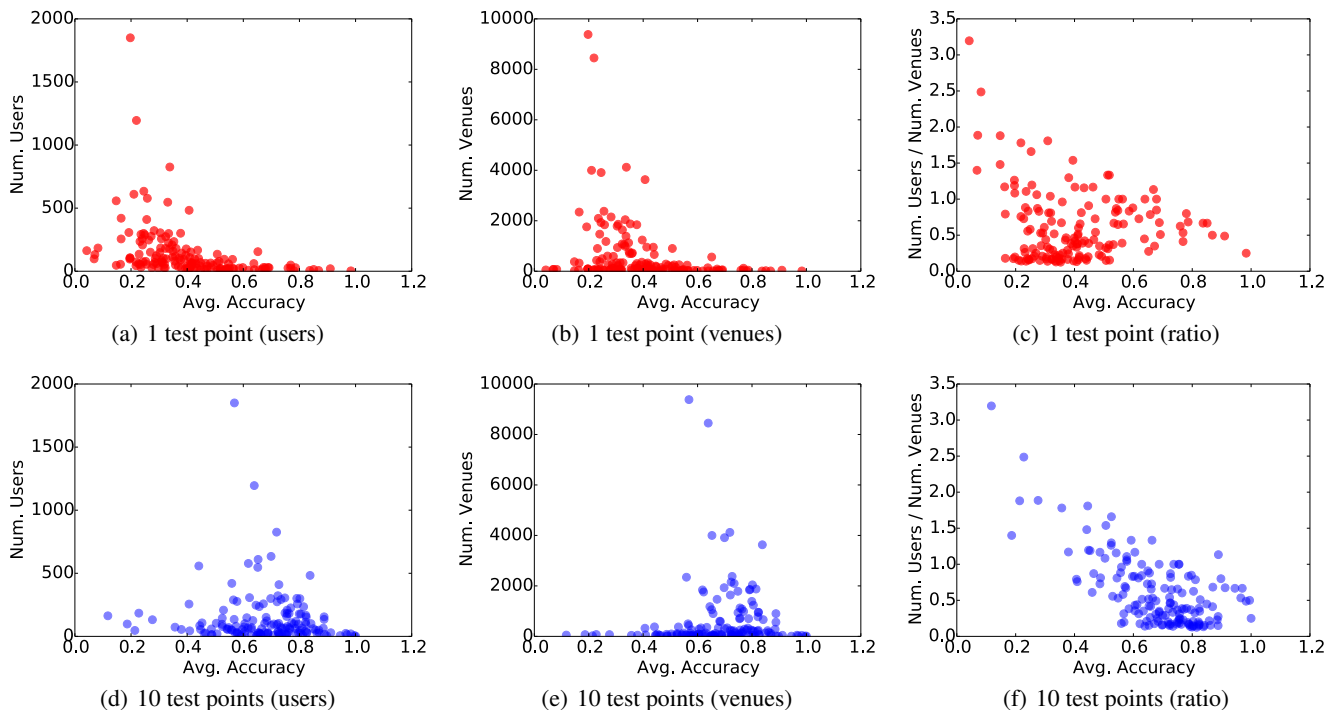 2000
1500
1000
500
0
Num. Users
0.0 0.2 0.4 0.6 0.8 1.0 1.2
Avg. Accuracy
(a) 1 test point (users)
10000
8000
6000
4000
2000
0
Num. Venues
0.0 0.2 0.4 0.6 0.8 1.0 1.2
Avg. Accuracy
(b) 1 test point (venues)
3.5
3.0
2.5
2.0
1.5
1.0
0.5
0.0
Num. Users / Num. Venues
0.0 0.2 0.4 0.6 0.8 1.0 1.2
Avg. Accuracy
(c) 1 test point (ratio)
2000
1500
1000
500
0
Num. Users
0.0 0.2 0.4 0.6 0.8 1.0 1.2
Avg. Accuracy
(d) 10 test points (users)
10000
8000
6000
4000
2000
0
Num. Venues
0.0 0.2 0.4 0.6 0.8 1.0 1.2
Avg. Accuracy
(e) 10 test points (venues)
3.5
3.0
2.5
2.0
1.5
1.0
0.5
0.0
Num. Users / Num. Venues
0.0 0.2 0.4 0.6 0.8 1.0 1.2
Avg. Accuracy
(f) 10 test points (ratio)